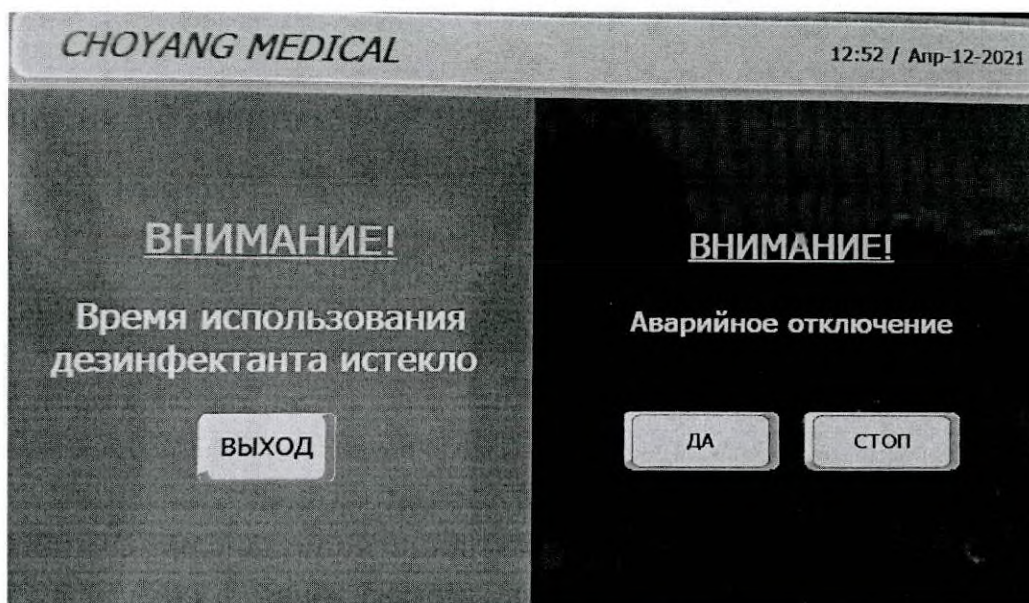 CHOYANG MEDICAL
12:52 / Апр-12-2021
ВНИМАНИЕ!
Время использования
дезинфектанта истекло
ВЫХОД
ВНИМАНИЕ!
Аварийное отключение
ДА
СТОП